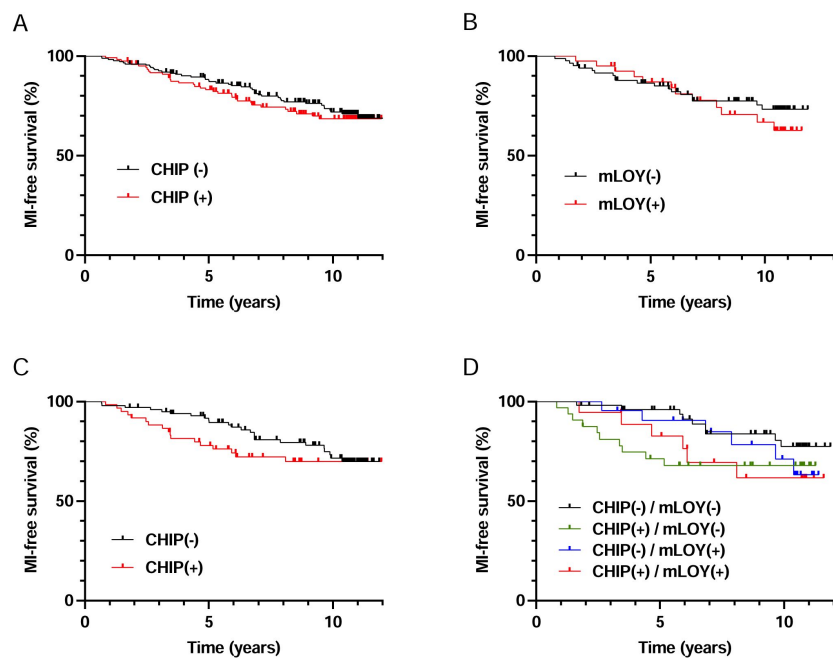 A
MI-free survival (%)
100
50
0
CHIP (-)
CHIP (+)
0
5
10
Time (years)
B
MI-free survival (%)
100
50
0
mLOY(-)
mLOY(+)
0
5
10
Time (years)
C
MI-free survival (%)
100
50
0
CHIP(-)
CHIP(+)
0
5
10
Time (years)
D
MI-free survival (%)
100
50
0
CHIP(-) / mLOY(-)
CHIP(+) / mLOY(-)
CHIP(-) / mLOY(+)
CHIP(+) / mLOY(+)
0
5
10
Time (years)